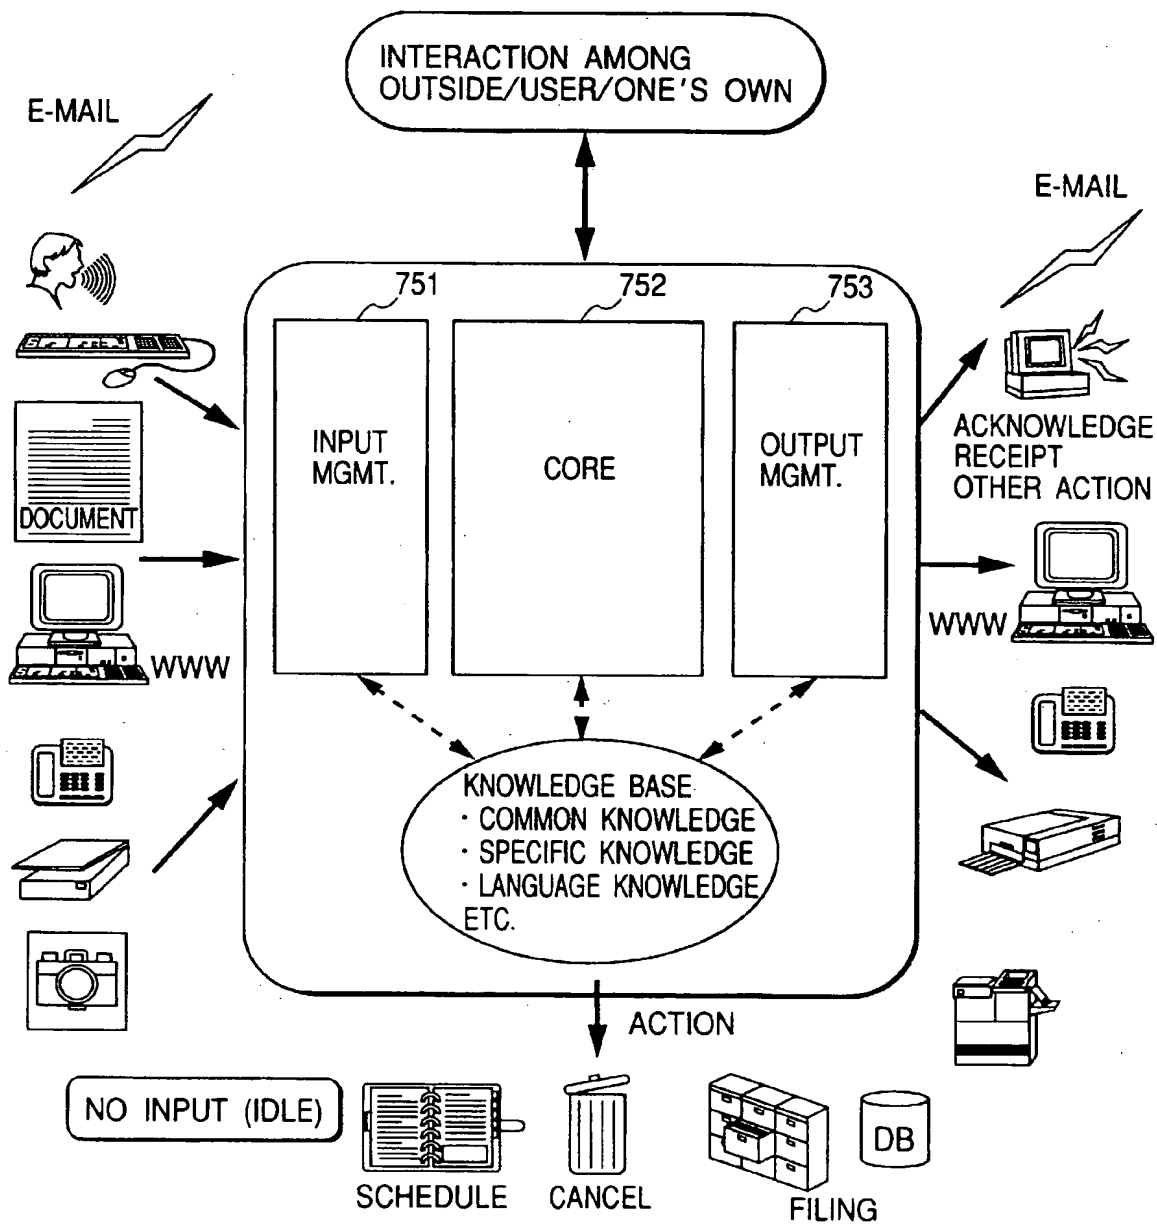 INTERACTION AMONG
OUTSIDE/USER/ONE'S OWN
E-MAIL
E-MAIL
751
752
753
INPUT
MGMT.
CORE
OUTPUT
MGMT.
DOCUMENT
ACKNOWLEDGE
RECEIPT
OTHER ACTION
WWW
WWW
KNOWLEDGE BASE
· COMMON KNOWLEDGE
· SPECIFIC KNOWLEDGE
· LANGUAGE KNOWLEDGE
ETC.
ACTION
NO INPUT (IDLE)
DB
SCHEDULE
CANCEL
FILING